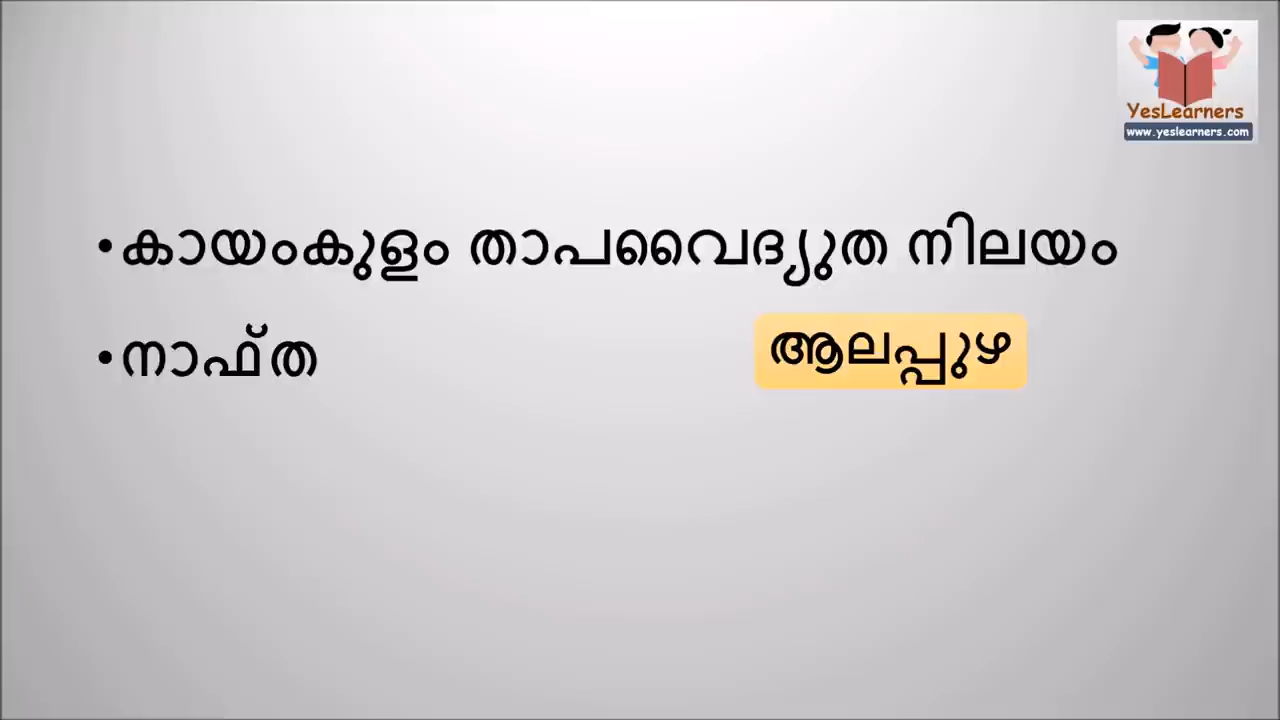 YesLearners
www.yeslearners.com
•കായംകുളം താപവൈദ്യുത നിലയം
•നാഫ്ത
ആലപ്പുഴ